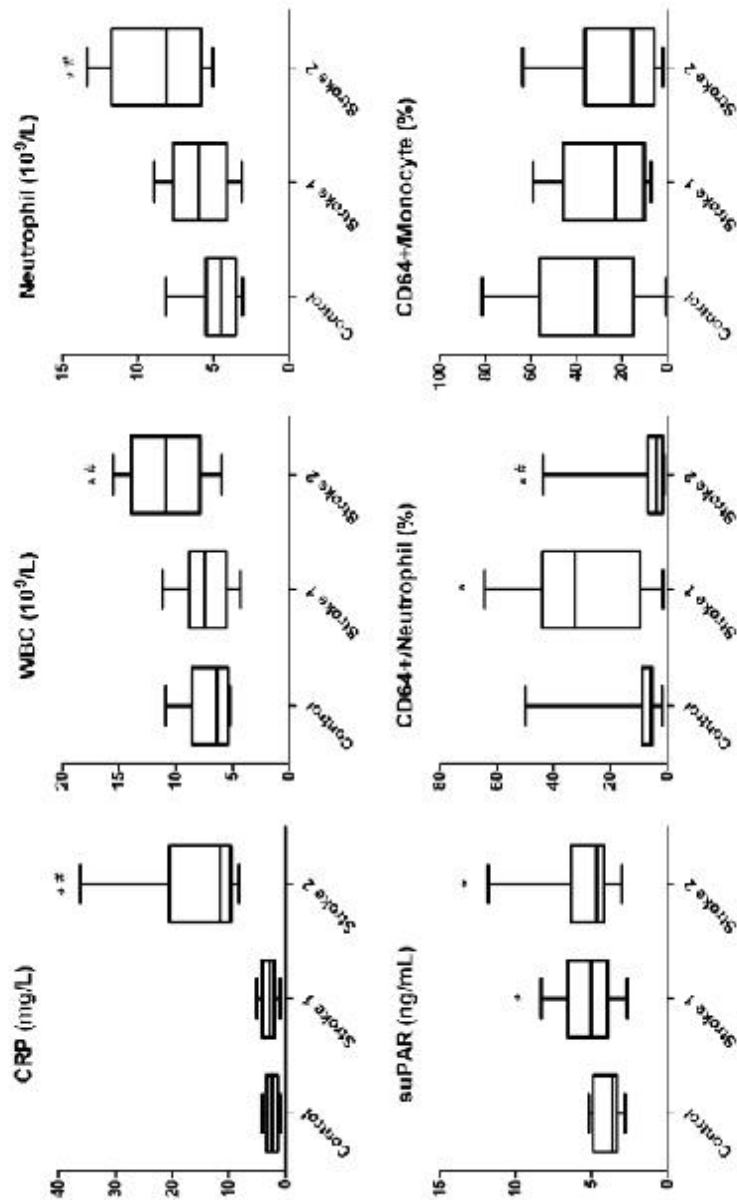 CRP (mg/L)
40
30
20
10
0
* #
Control
Stroke 1
Stroke 2
WBC (10⁹/L)
20
15
10
5
0
* #
Control
Stroke 1
Stroke 2
Neutrophil (10⁹/L)
15
10
5
0
* #
Control
Stroke 1
Stroke 2
suPAR (ng/mL)
15
10
5
0
*
*
Control
Stroke 1
Stroke 2
CD64+/Neutrophil (%)
80
60
40
20
0
*
* #
Control
Stroke 1
Stroke 2
CD64+/Monocyte (%)
100
80
60
40
20
0
Control
Stroke 1
Stroke 2